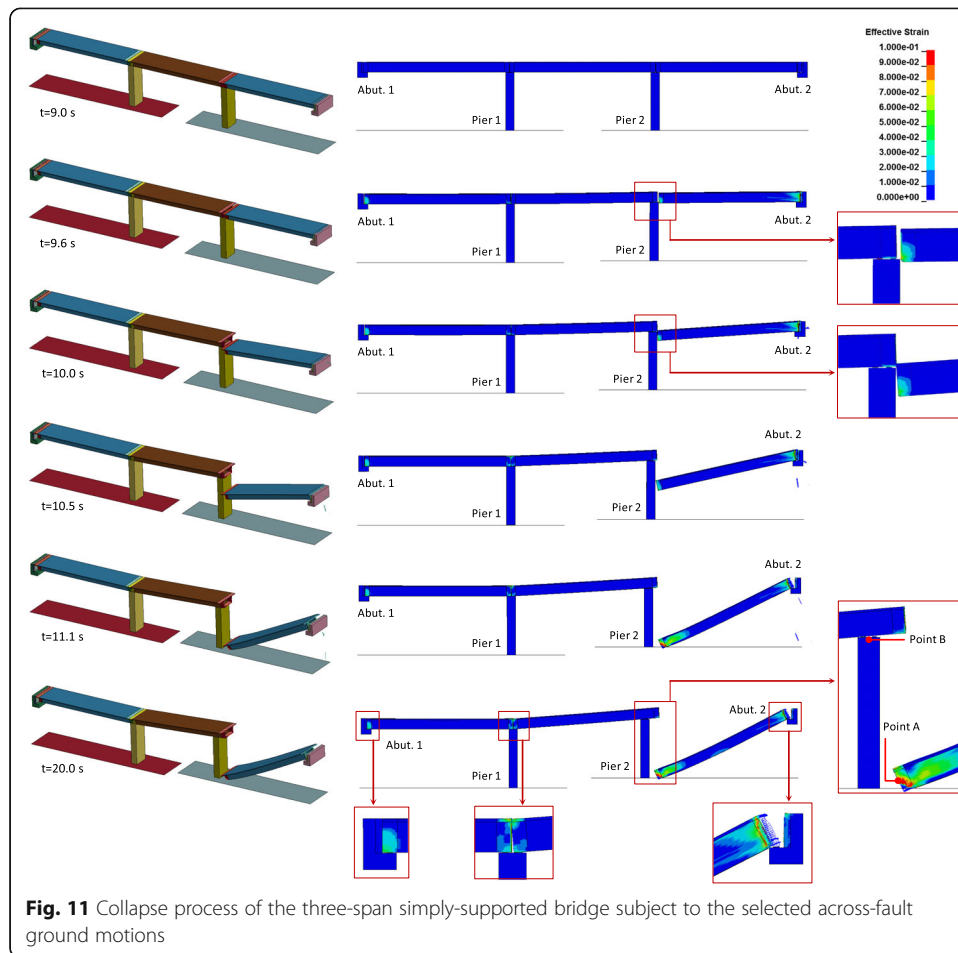 Effective Strain
1.000e-01
9.000e-02
8.000e-02
7.000e-02
6.000e-02
5.000e-02
4.000e-02
3.000e-02
2.000e-02
1.000e-02
0.000e+00
t=9.0 s
Abut. 1
Pier 1
Pier 2
Abut. 2
t=9.6 s
Abut. 1
Pier 1
Pier 2
Abut. 2
t=10.0 s
Abut. 1
Pier 1
Pier 2
Abut. 2
t=10.5 s
Abut. 1
Pier 1
Pier 2
Abut. 2
t=11.1 s
Abut. 1
Pier 1
Pier 2
Abut. 2
t=20.0 s
Abut. 1
Pier 1
Pier 2
Abut. 2
Point B
Point A
Fig. 11 Collapse process of the three-span simply-supported bridge subject to the selected across-fault
ground motions